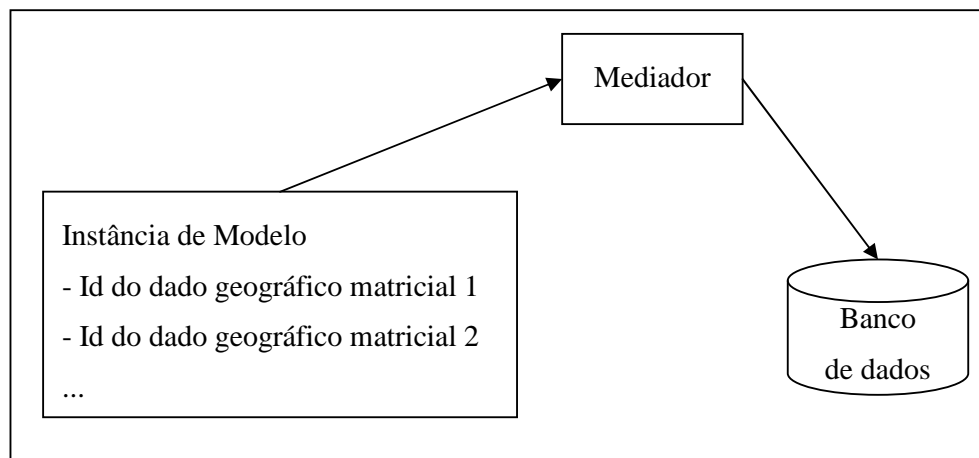 Mediador
Instância de Modelo
- Id do dado geográfico matricial 1
- Id do dado geográfico matricial 2
...
Banco
de dados